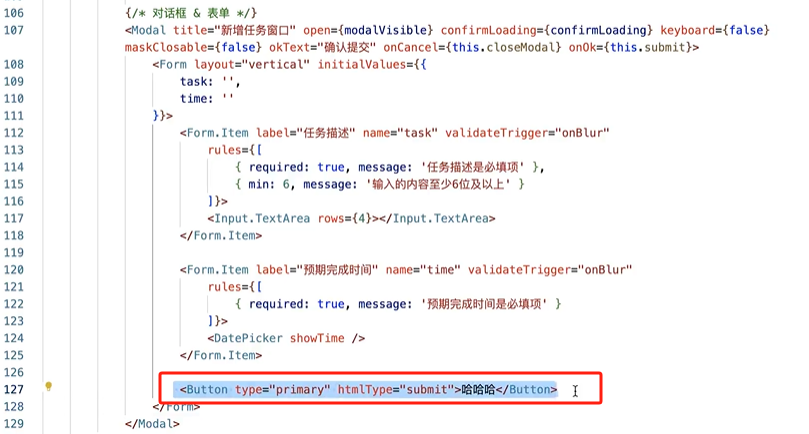 106 {/* 对话框 & 表单 */}
107 <Modal title="新增任务窗口" open={modalVisible} confirmLoading={confirmLoading} keyboard={false}
maskClosable={false} okText="确认提交" onCancel={this.closeModal} onOk={this.submit}>
108 <Form layout="vertical" initialValues={{
109 task: '',
110 time: ''
111 }}>
112 <Form.Item label="任务描述" name="task" validateTrigger="onBlur"
113 rules={[
114 { required: true, message: '任务描述是必填项' },
115 { min: 6, message: '输入的内容至少6位及以上' }
116 ]}>
117 <Input.TextArea rows={4}></Input.TextArea>
118 </Form.Item>
119
120 <Form.Item label="预期完成时间" name="time" validateTrigger="onBlur"
121 rules={[
122 { required: true, message: '预期完成时间是必填项' }
123 ]}>
124 <DatePicker showTime />
125 </Form.Item>
126
127 <Button type="primary" htmlType="submit">哈哈哈</Button>
128 </Form>
129 </Modal>